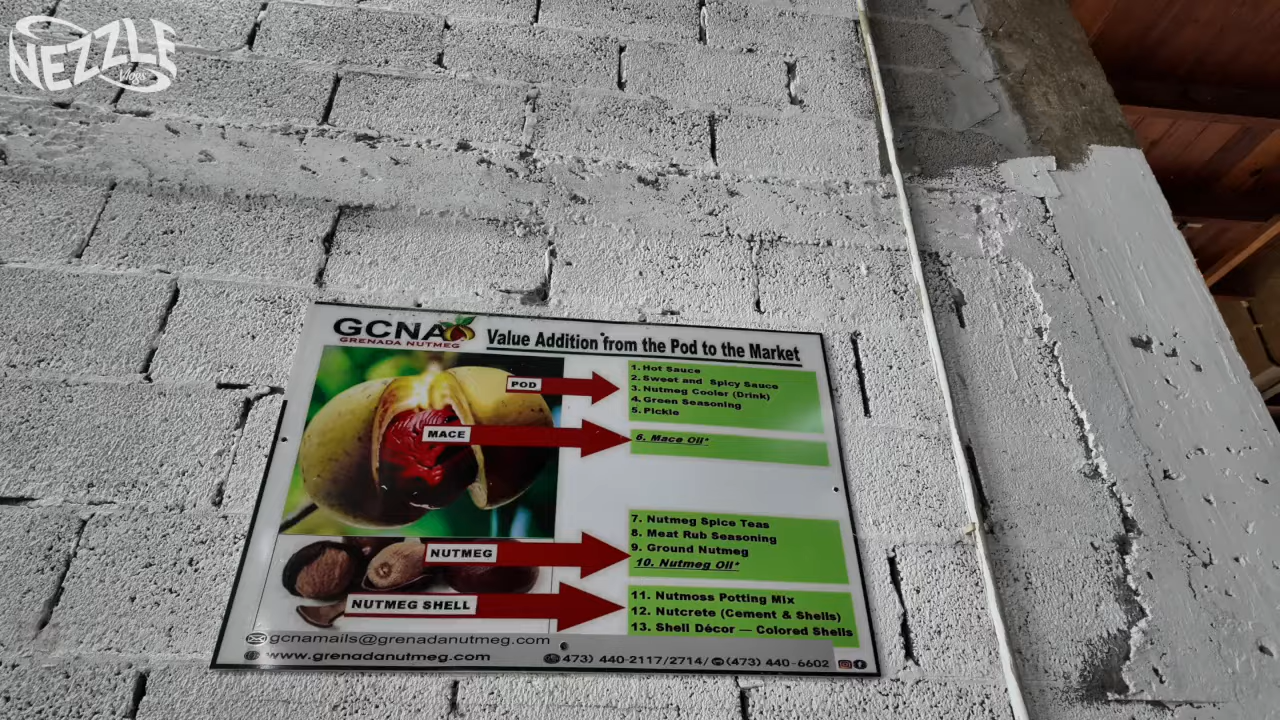 NEZZLE
Vlogs
GCNA
GRENADA NUTMEG
Value Addition from the Pod to the Market
POD
1. Hot Sauce
2. Sweet and Spicy Sauce
3. Nutmeg Cooler (Drink)
4. Green Seasoning
5. Pickle
MACE
6. Mace Oil*
NUTMEG
7. Nutmeg Spice Teas
8. Meat Rub Seasoning
9. Ground Nutmeg
10. Nutmeg Oil*
NUTMEG SHELL
11. Nutmoss Potting Mix
12. Nutcrete (Cement & Shells)
13. Shell Décor — Colored Shells
gcnamails@grenadanutmeg.com
www.grenadanutmeg.com
(473) 440-2117/2714/ (473) 440-6602